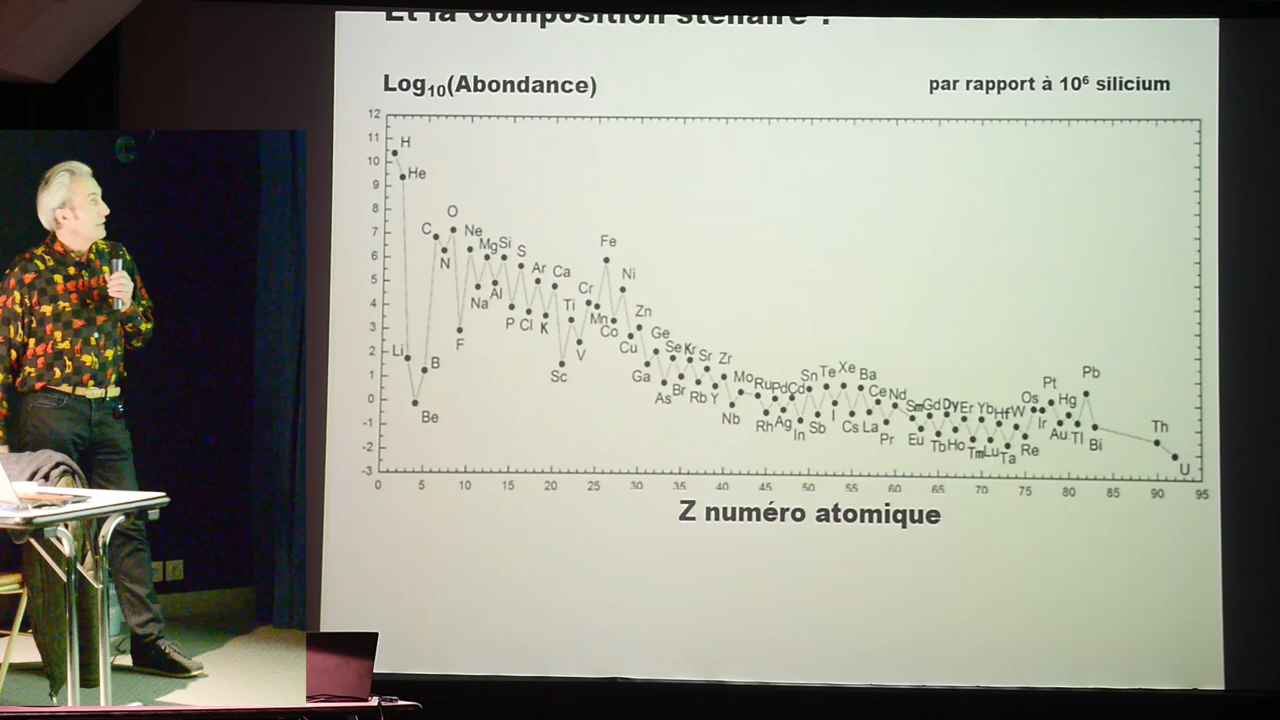 Et la composition stellaire ?
Log₁₀(Abondance)
par rapport à 10⁶ silicium
12
11
10
9
8
7
6
5
4
3
2
1
0
-1
-2
-3
H
He
Li
Be
B
C
N
O
F
Ne
Na
Mg
Al
Si
P
S
Cl
Ar
K
Ca
Sc
Ti
V
Cr
Mn
Fe
Co
Ni
Cu
Zn
Ga
Ge
As
Se
Br
Kr
Rb
Sr
Y
Zr
Nb
Mo
Ru
Rh
Pd
Ag
Cd
In
Sn
Sb
Te
I
Xe
Cs
Ba
La
Ce
Pr
Nd
Sm
Eu
Gd
Tb
Dy
Ho
Er
Tm
Yb
Lu
Hf
Ta
W
Re
Os
Ir
Pt
Au
Hg
Tl
Pb
Bi
Th
U
0 5 10 15 20 25 30 35 40 45 50 55 60 65 70 75 80 85 90 95
Z numéro atomique